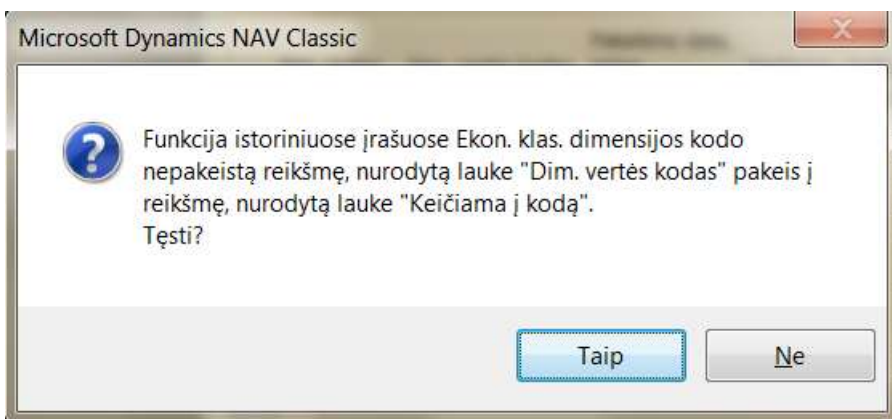 Microsoft Dynamics NAV Classic
Funkcija istoriniuose įrašuose Ekon. klas. dimensijos kodo
nepakeistą reikšmę, nurodytą lauke "Dim. vertės kodas" pakeis į
reikšmę, nurodytą lauke "Keičiama į kodą".
Tęsti?
Taip
Ne